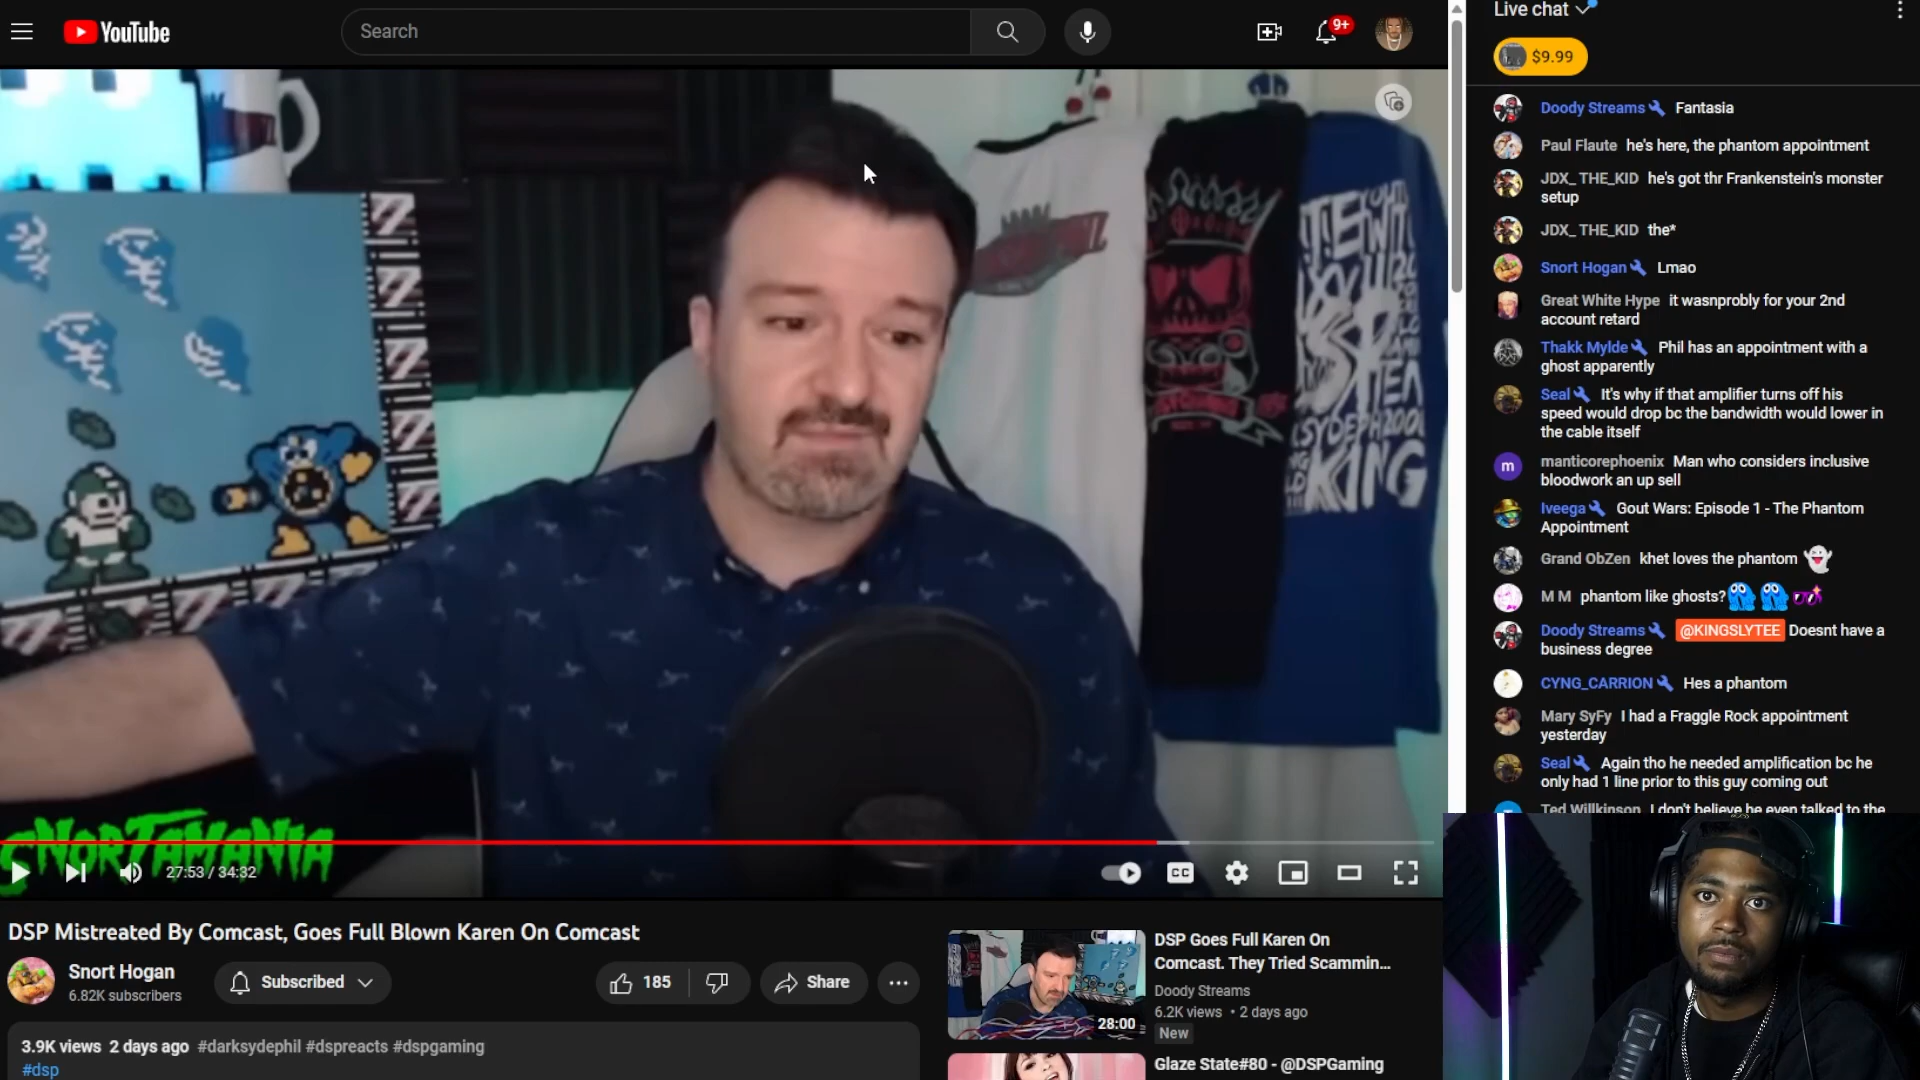 YouTube
Search
9+
Live chat
$9.99
Doody Streams Fantasia
Paul Flaute he's here, the phantom appointment
JDX_ THE_KID he's got thr Frankenstein's monster
setup
JDX_ THE_KID the*
Snort Hogan Lmao
Great White Hype it wasnprobly for your 2nd
account retard
Thakk Mylde Phil has an appointment with a
ghost apparently
Seal It's why if that amplifier turns off his
speed would drop bc the bandwidth would lower in
the cable itself
m manticorephoenix Man who considers inclusive
bloodwork an up sell
Iveega Gout Wars: Episode 1 - The Phantom
Appointment
Grand ObZen khet loves the phantom
M M phantom like ghosts?
Doody Streams @KINGSLYTEE Doesnt have a
business degree
CYNG_CARRION Hes a phantom
Mary SyFy I had a Fraggle Rock appointment
yesterday
Seal Again tho he needed amplification bc he
only had 1 line prior to this guy coming out
Ted Wilkinson I don't believe he even talked to the
KING
SNORTAMANIA
27:53 / 34:32
CC
DSP Mistreated By Comcast, Goes Full Blown Karen On Comcast
Snort Hogan
6.82K subscribers
Subscribed
185
Share
3.9K views 2 days ago #darksydephil #dspreacts #dspgaming
#dsp
28:00
DSP Goes Full Karen On
Comcast. They Tried Scammin...
Doody Streams
6.2K views • 2 days ago
New
Glaze State#80 - @DSPGaming